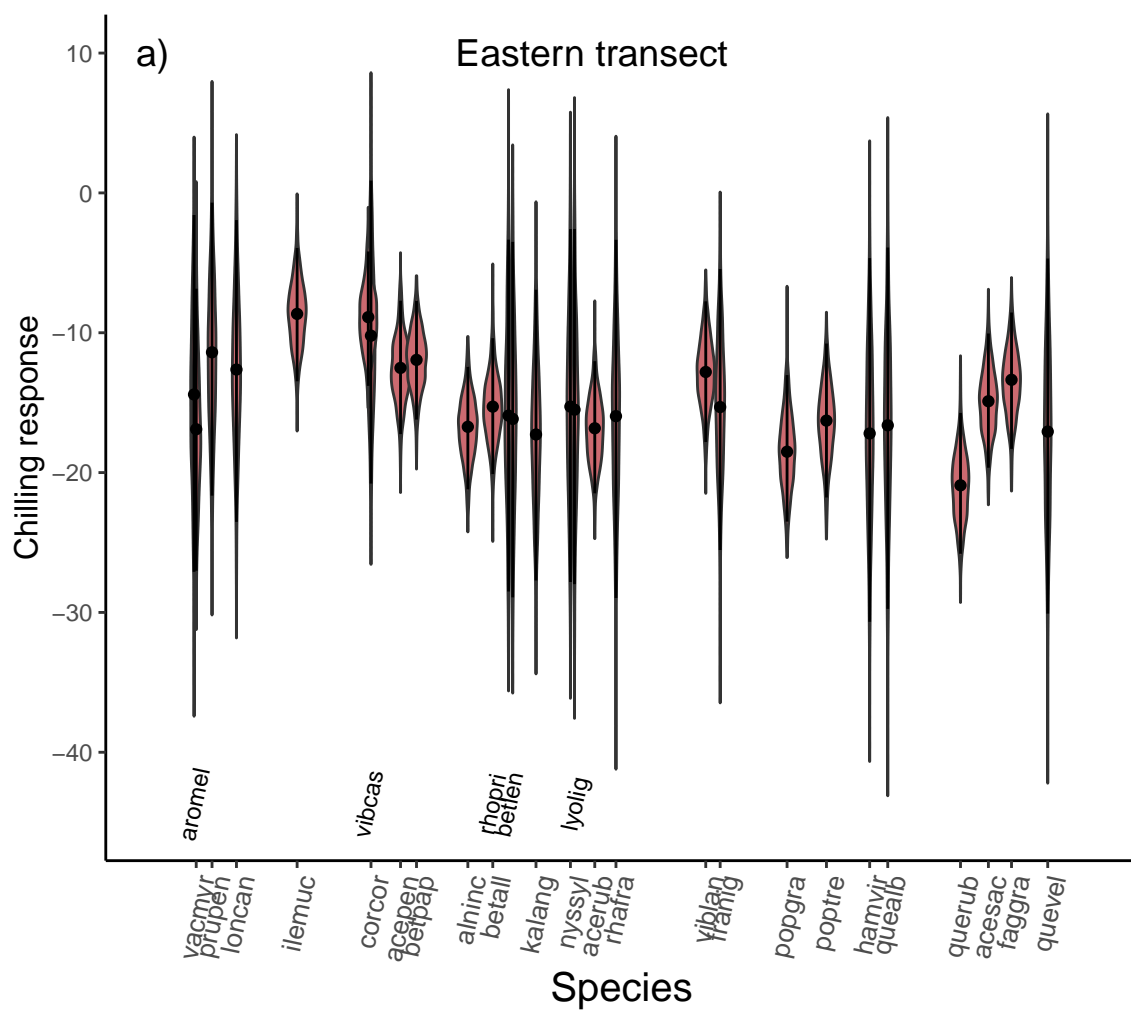 a)
Eastern transect
10
0
−10
−20
−30
−40
Chilling response
aromel
vibcas
rhopri
betlen
lyolig
vacmyr
prupen
loncan
ilemuc
corcor
acepen
betpap
alninc
betall
kalang
nyssyl
acerub
rhafra
viblan
franig
popgra
poptre
hamvir
quealb
querub
acesac
faggra
quevel
Species